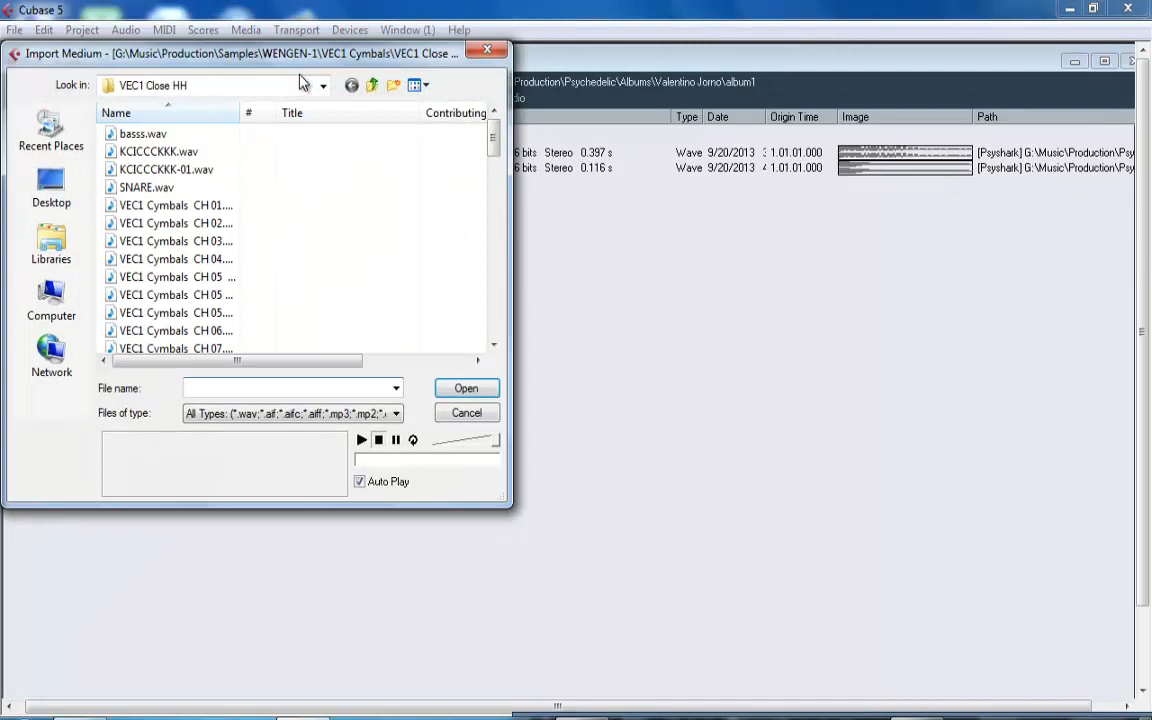 Cubase 5
File Edit Project Audio MIDI Scores Media Transport Devices Window (1) Help
Import Medium - [G:\Music\Production\Samples\WENGEN-1\VEC1 Cymbals\VEC1 Close ...
Production\Psychedelic\Albums\Valentino Jorno\album1
dio
Look in: VEC1 Close HH
Type Date Origin Time Image Path
6 bits Stereo 0.397 s Wave 9/20/2013 1.01.01.000 [Psyshark] G:\Music\Production\Psy
6 bits Stereo 0.116 s Wave 9/20/2013 1.01.01.000 [Psyshark] G:\Music\Production\Psy
Recent Places
Desktop
Libraries
Computer
Network
Name # Title Contributing
basss.wav
KCICCCKKK.wav
KCICCCKKK-01.wav
SNARE.wav
VEC1 Cymbals CH 01....
VEC1 Cymbals CH 02....
VEC1 Cymbals CH 03....
VEC1 Cymbals CH 04....
VEC1 Cymbals CH 05 ...
VEC1 Cymbals CH 05 ...
VEC1 Cymbals CH 05....
VEC1 Cymbals CH 06....
VEC1 Cymbals CH 07....
File name: Open
Files of type: All Types: (*.wav;*.aif;*.aifc;*.aiff;*.mp3;*.mp2;*. Cancel
Auto Play